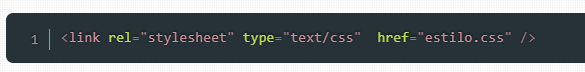 1 <link rel="stylesheet" type="text/css"  href="estilo.css" />